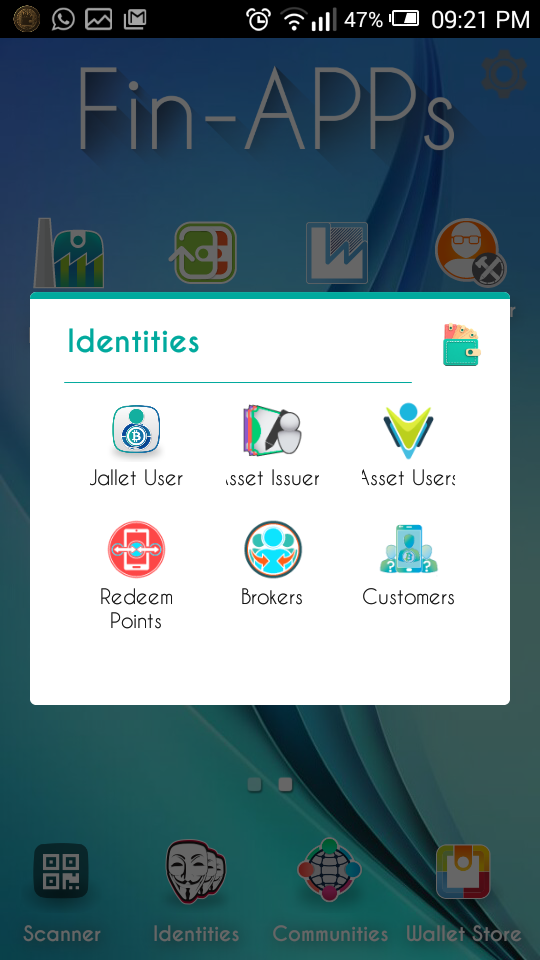 47% 09:21 PM
Fin-APPs
Identities
Jallet User
sset Issuer
Asset Users
Redeem
Points
Brokers
Customers
Scanner
Identities
Communities
Wallet Store